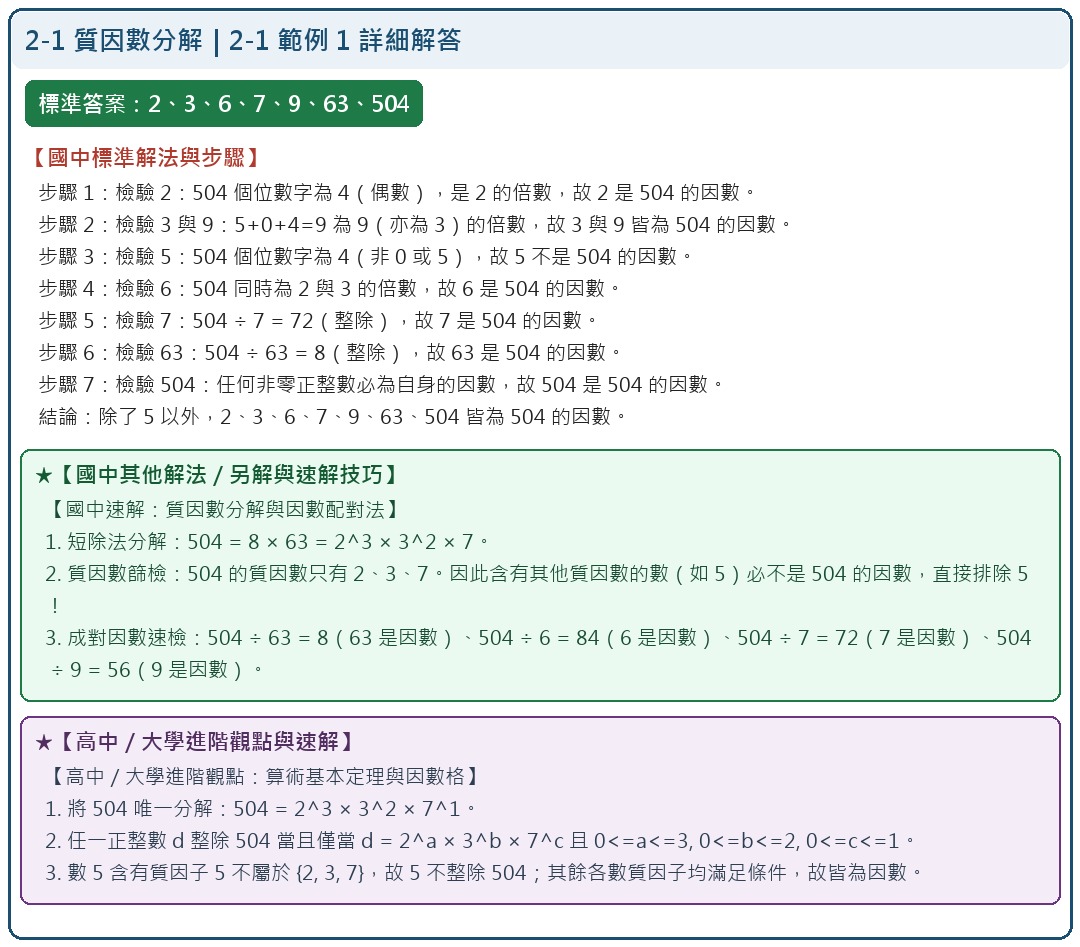 2-1 質因數分解 | 2-1 範例 1 詳細解答
標準答案：2、3、6、7、9、63、504
【國中標準解法與步驟】
步驟 1：檢驗 2：504 個位數字為 4（偶數），是 2 的倍數，故 2 是 504 的因數。
步驟 2：檢驗 3 與 9：5+0+4=9 為 9（亦為 3）的倍數，故 3 與 9 皆為 504 的因數。
步驟 3：檢驗 5：504 個位數字為 4（非 0 或 5），故 5 不是 504 的因數。
步驟 4：檢驗 6：504 同時為 2 與 3 的倍數，故 6 是 504 的因數。
步驟 5：檢驗 7：504 ÷ 7 = 72（整除），故 7 是 504 的因數。
步驟 6：檢驗 63：504 ÷ 63 = 8（整除），故 63 是 504 的因數。
步驟 7：檢驗 504：任何非零正整數必為自身的因數，故 504 是 504 的因數。
結論：除了 5 以外，2、3、6、7、9、63、504 皆為 504 的因數。
★【國中其他解法 / 另解與速解技巧】
【國中速解：質因數分解與因數配對法】
1. 短除法分解：504 = 8 × 63 = 2^3 × 3^2 × 7。
2. 質因數篩檢：504 的質因數只有 2、3、7。因此含有其他質因數的數（如 5）必不是 504 的因數，直接排除 5
！
3. 成對因數速檢：504 ÷ 63 = 8（63 是因數）、504 ÷ 6 = 84（6 是因數）、504 ÷ 7 = 72（7 是因數）、504
÷ 9 = 56（9 是因數）。
★【高中 / 大學進階觀點與速解】
【高中 / 大學進階觀點：算術基本定理與因數格】
1. 將 504 唯一分解：504 = 2^3 × 3^2 × 7^1。
2. 任一正整數 d 整除 504 當且僅當 d = 2^a × 3^b × 7^c 且 0<=a<=3, 0<=b<=2, 0<=c<=1。
3. 數 5 含有質因子 5 不屬於 {2, 3, 7}，故 5 不整除 504；其餘各數質因子均滿足條件，故皆為因數。